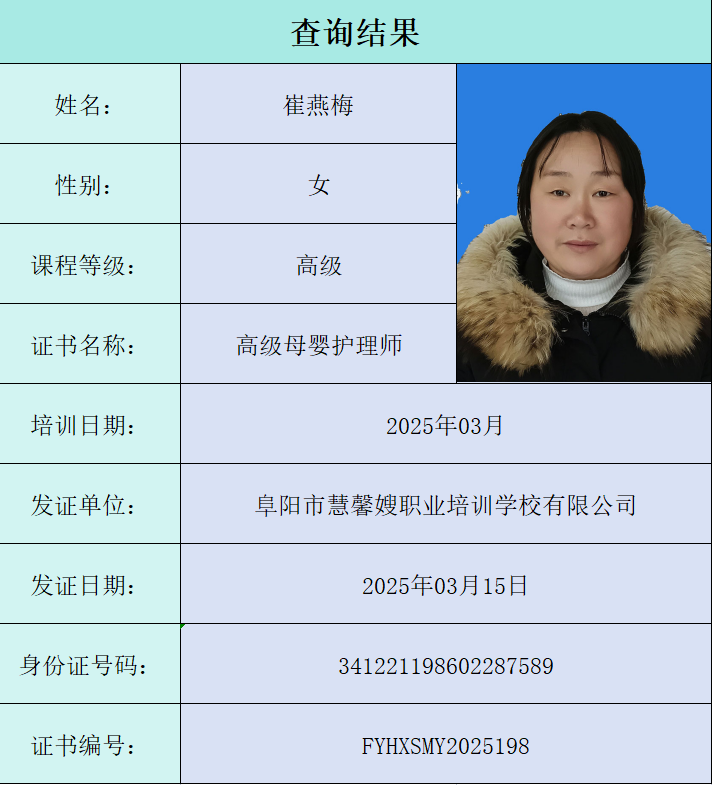 查询结果
姓名： 崔燕梅
性别： 女
课程等级： 高级
证书名称： 高级母婴护理师
培训日期： 2025年03月
发证单位： 阜阳市慧馨嫂职业培训学校有限公司
发证日期： 2025年03月15日
身份证号码： 341221198602287589
证书编号： FYHXSMY2025198